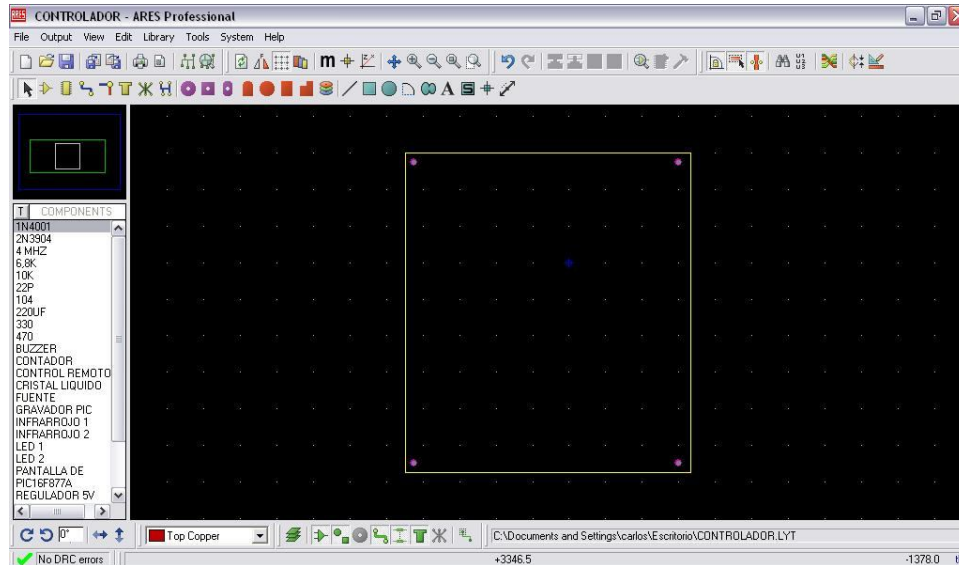 ARES CONTROLADOR - ARES Professional
File Output View Edit Library Tools System Help
m
A S
T COMPONENTS
1N4001
2N3904
4 MHZ
6,8K
10K
22P
104
220UF
330
470
BUZZER
CONTADOR
CONTROL REMOTO
CRISTAL LIQUIDO
FUENTE
GRAVADOR PIC
INFRARROJO 1
INFRARROJO 2
LED 1
LED 2
PANTALLA DE
PIC16F877A
REGULADOR 5V
0° Top Copper C:\Documents and Settings\carlos\Escritorio\CONTROLADOR.LYT
No DRC errors +3346.5 -1378.0